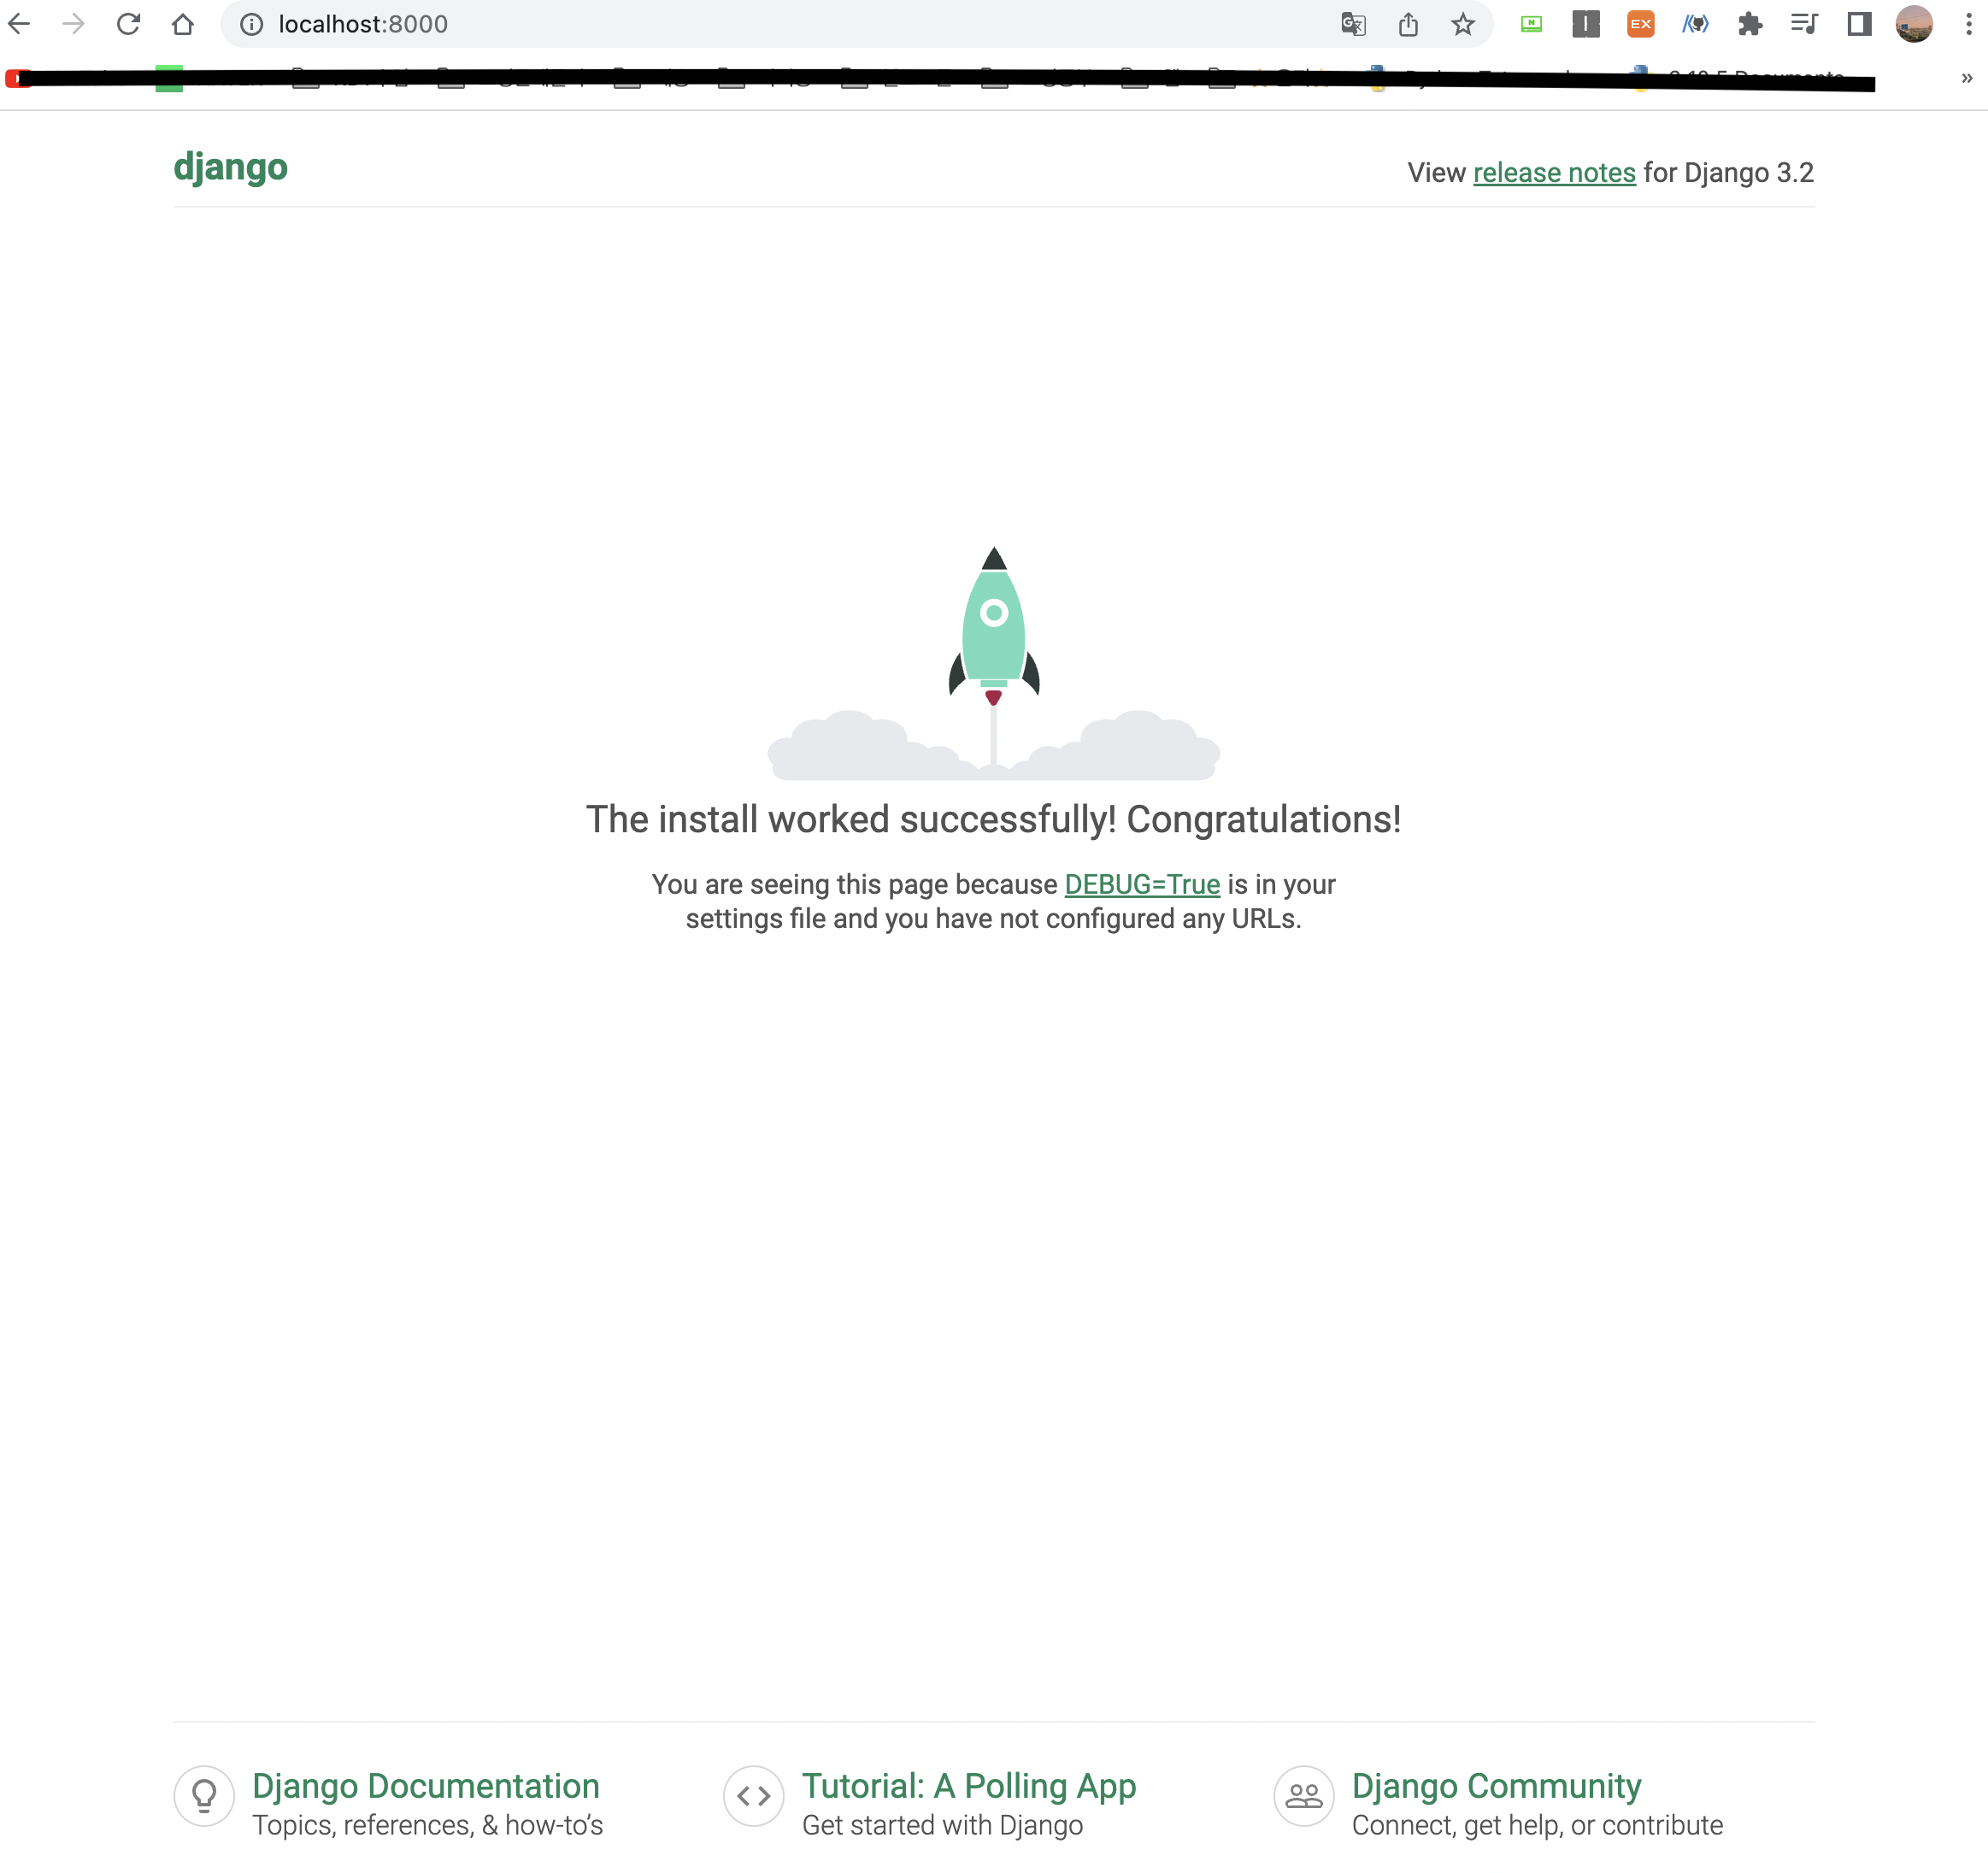 localhost:8000
EX
django
View release notes for Django 3.2
The install worked successfully! Congratulations!
You are seeing this page because DEBUG=True is in your
settings file and you have not configured any URLs.
Django Documentation
Topics, references, & how-to’s
Tutorial: A Polling App
Get started with Django
Django Community
Connect, get help, or contribute